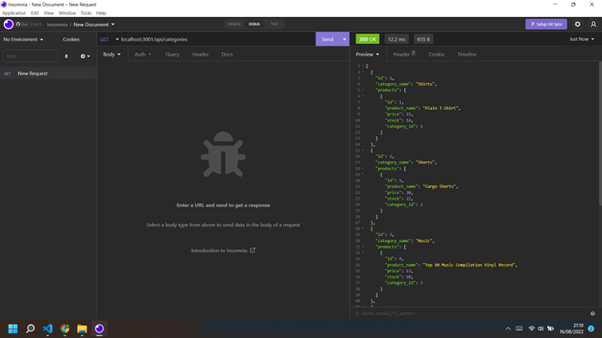 Insomnia - New Document - New Request
Application Edit View Window Tools Help
Insomnia / New Document
DESIGN DEBUG TEST
Setup Git Sync
No Environment Cookies
GET localhost:3001/api/categories Send
200 OK 12.2 ms 655 B Just Now
Filter
Body Auth Query Header Docs
Preview Header Cookie Timeline
GET New Request
[
{
"id": 1,
"category_name": "Shirts",
"products": [
{
"id": 1,
"product_name": "Plain T-Shirt",
"price": 15,
"stock": 14,
"category_id": 1
}
]
},
{
"id": 2,
"category_name": "Shorts",
"products": [
{
"id": 5,
"product_name": "Cargo Shorts",
"price": 30,
"stock": 22,
"category_id": 2
}
]
},
{
"id": 3,
"category_name": "Music",
"products": [
{
"id": 4,
"product_name": "Top 40 Music Compilation Vinyl Record",
"price": 13,
"stock": 50,
"category_id": 3
}
]
},
Enter a URL and send to get a response
Select a body type from above to send data in the body of a request
Introduction to Insomnia
$.store.books[*].author
21:10
16/08/2022